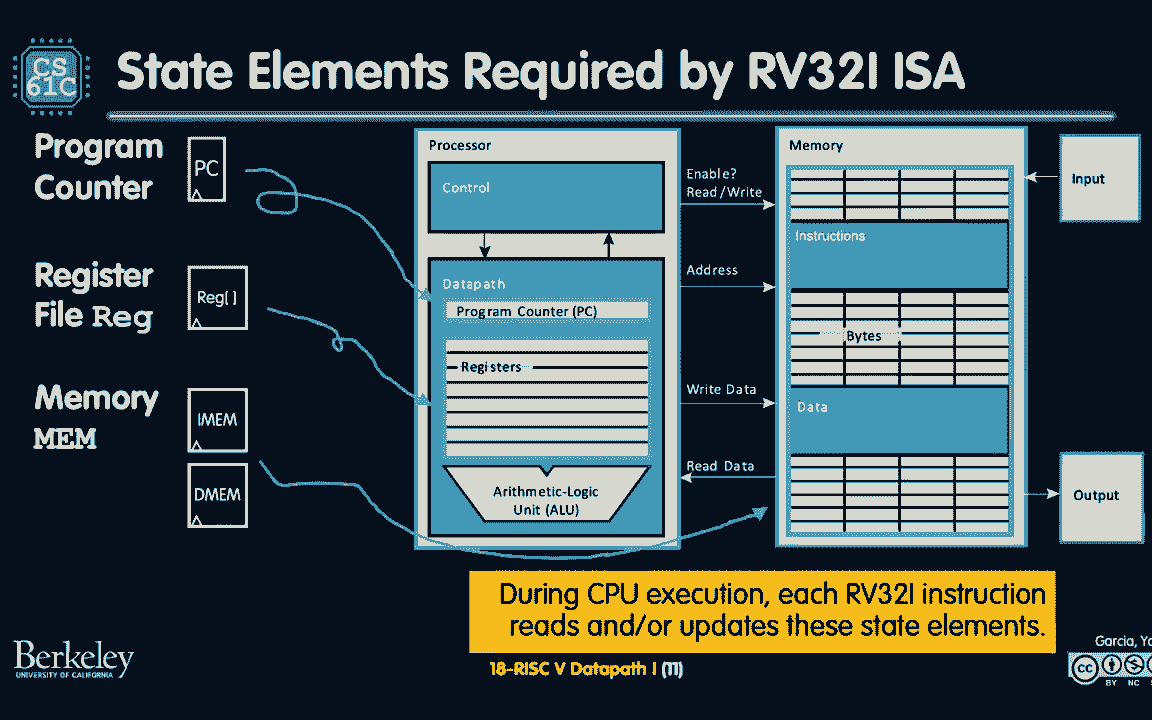 CS
61C
State Elements Required by RV32I ISA
Program
Counter
PC
Register
File Reg
Reg[]
Memory
MEM
IMEM
DMEM
Processor
Control
Datapath
Program Counter (PC)
Registers
Arithmetic-Logic
Unit (ALU)
Enable?
Read/Write
Address
Write Data
Read Data
Memory
Instructions
Bytes
Data
Input
Output
During CPU execution, each RV32I instruction
reads and/or updates these state elements.
Berkeley
UNIVERSITY OF CALIFORNIA
18-RISC V Datapath I (11)
Garcia,
cc
BY NC